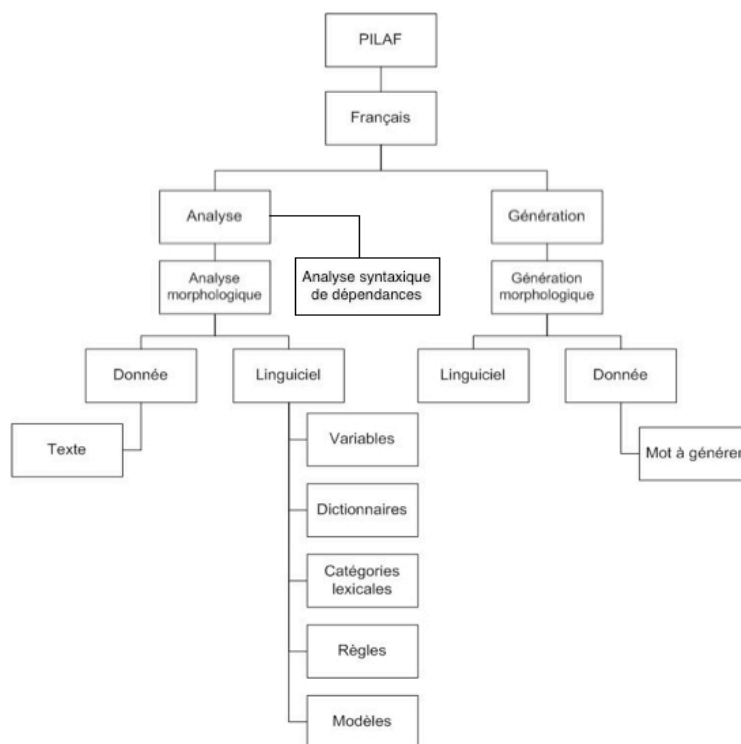 PILAF
Français
Analyse
Génération
Analyse
morphologique
Analyse syntaxique
de dépendances
Génération
morphologique
Donnée
Linguiciel
Linguiciel
Donnée
Texte
Variables
Mot à générer
Dictionnaires
Catégories
lexicales
Règles
Modèles